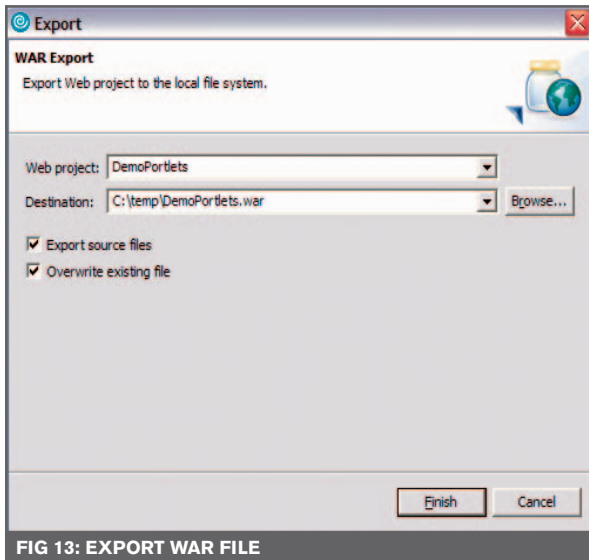 Export
WAR Export
Export Web project to the local file system.
Web project: DemoPortlets
Destination: C:\temp\DemoPortlets.war Browse...
Export source files
Overwrite existing file
Finish Cancel
FIG 13: EXPORT WAR FILE